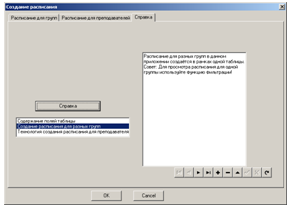 Создание расписания
Расписание для групп
Расписание для преподавателей
Справка
Расписание для разных групп в данном
приложении создаётся в рамках одной таблицы.
Совет: Для просмотра расписания для одной
группы используйте функцию фильтрации!
Справка
Содержание полей таблицы
Создание расписания для разных групп
Технология создания расписания для преподавателя
OK
Cancel